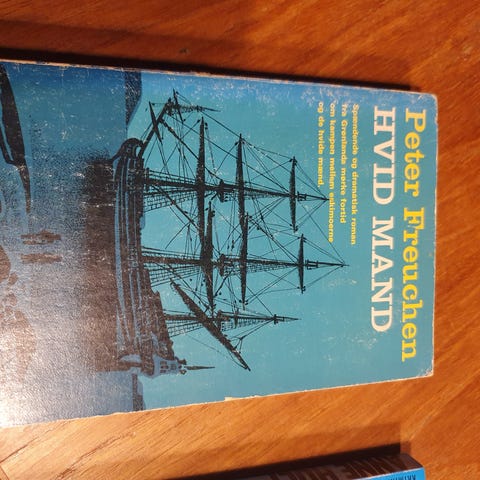 Peter Freuchen
HVID MAND
Spændende og dramatisk roman
fra Grønlands mørke fortid
om kampen mellem eskimoerne
og de hvide mænd.